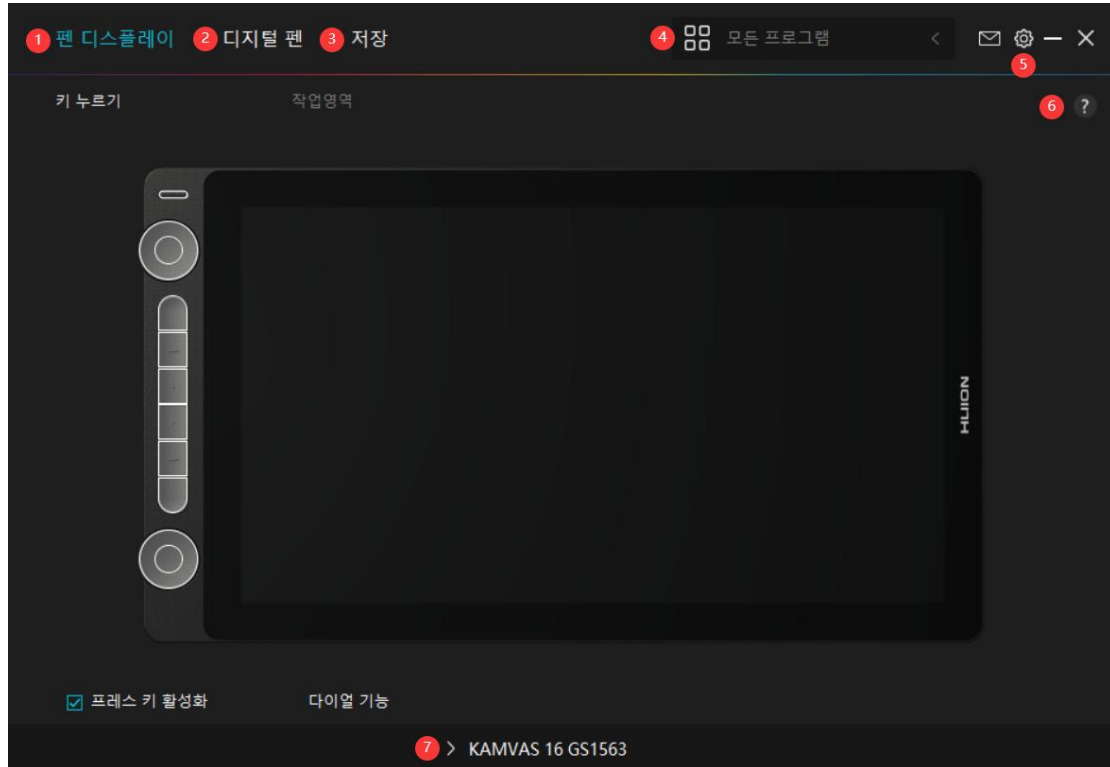 1 펜 디스플레이 2 디지털 펜 3 저장 4 모든 프로그램
5
키 누르기 작업영역 6 ?
HUION
프레스 키 활성화 다이얼 기능
7 > KAMVAS 16 GS1563